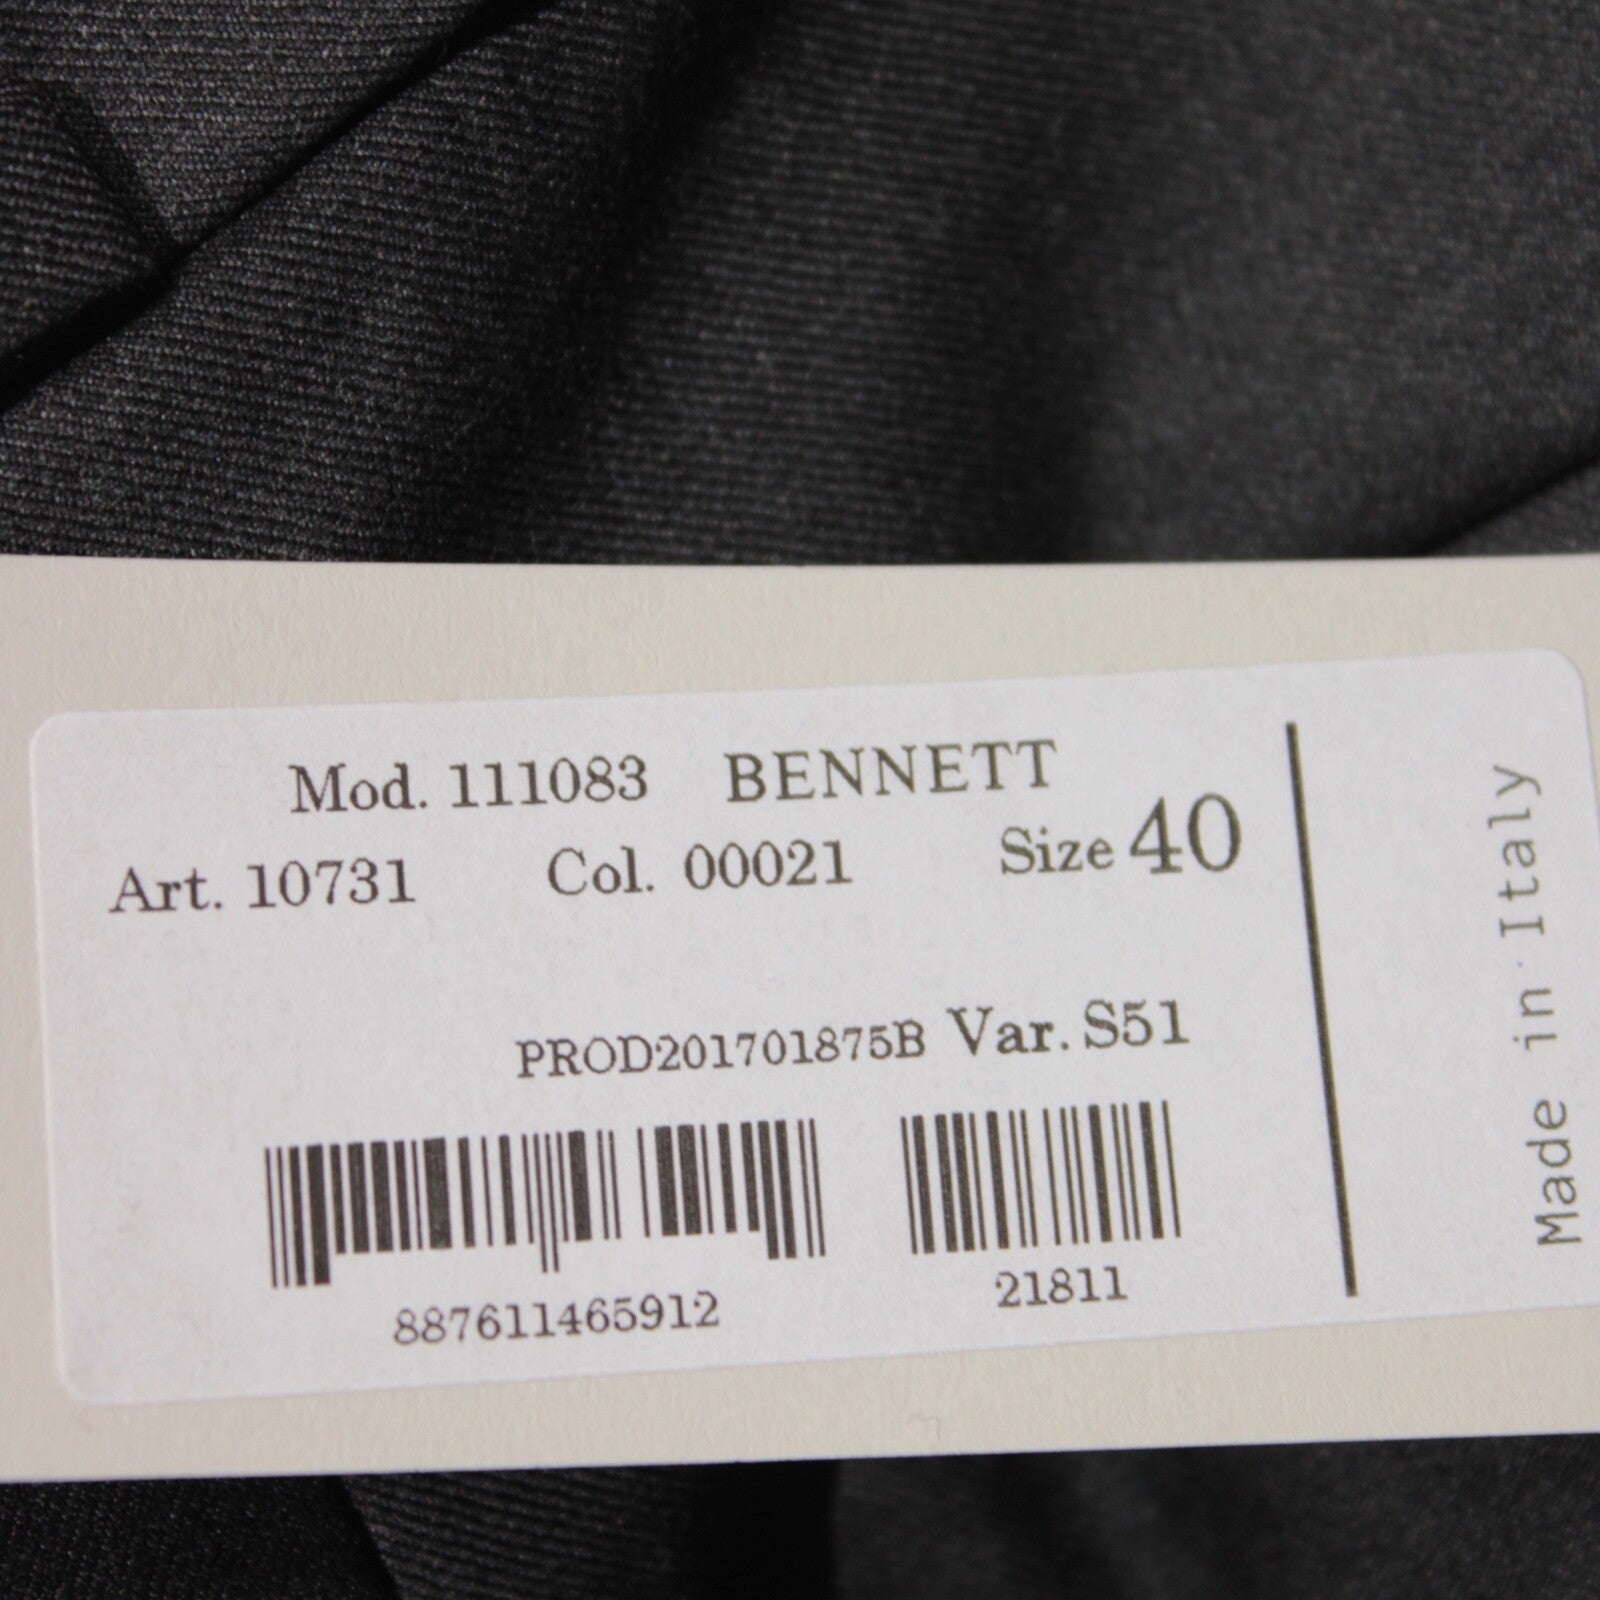 Mod. 111083 BENNETT
Art. 10731 Col. 00021 Size 40
PROD201701875B Var. S51
887611465912
21811
Made in Italy